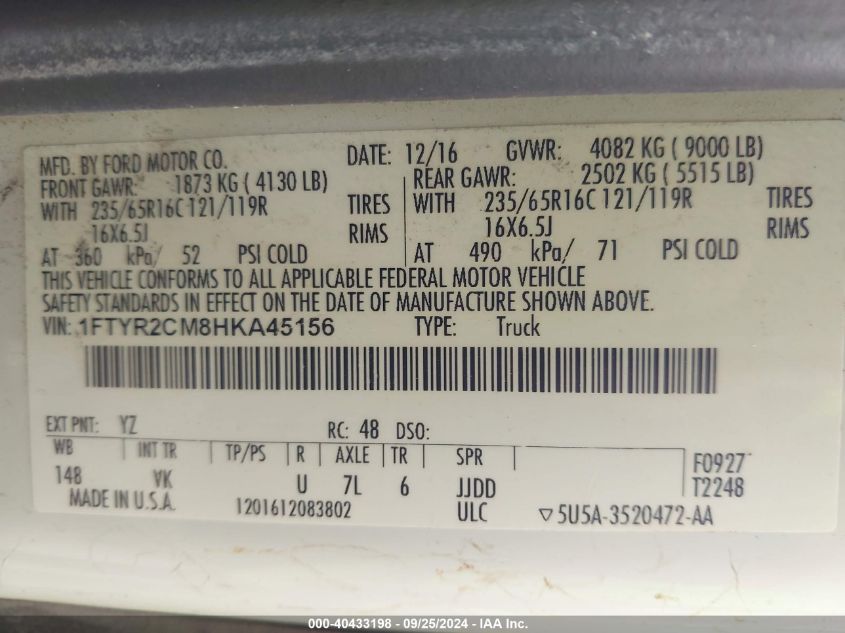 MFD. BY FORD MOTOR CO. DATE: 12/16 GVWR: 4082 KG ( 9000 LB)
FRONT GAWR: 1873 KG ( 4130 LB) REAR GAWR: 2502 KG ( 5515 LB)
WITH 235/65R16C 121/119R TIRES WITH 235/65R16C 121/119R TIRES
16X6.5J RIMS 16X6.5J RIMS
AT 360 kPa/ 52 PSI COLD AT 490 kPa/ 71 PSI COLD
THIS VEHICLE CONFORMS TO ALL APPLICABLE FEDERAL MOTOR VEHICLE
SAFETY STANDARDS IN EFFECT ON THE DATE OF MANUFACTURE SHOWN ABOVE.
VIN: 1FTYR2CM8HKA45156 TYPE: Truck
EXT PNT: YZ RC: 48 DSO:
WB INT TR TP/PS R AXLE TR SPR F0927
148 VK U 7L 6 JJDD T2248
MADE IN U.S.A. 1201612083802 ULC ▽5U5A-3520472-AA
000-40433198 - 09/25/2024 - IAA Inc.